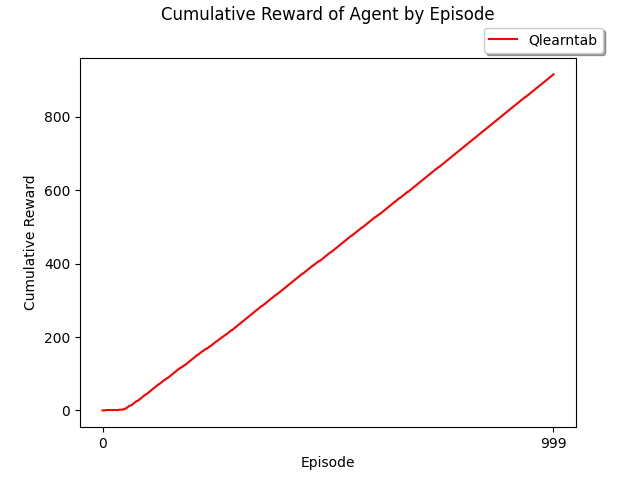 Cumulative Reward of Agent by Episode
Qlearntab
800
600
400
200
0
Cumulative Reward
0
999
Episode